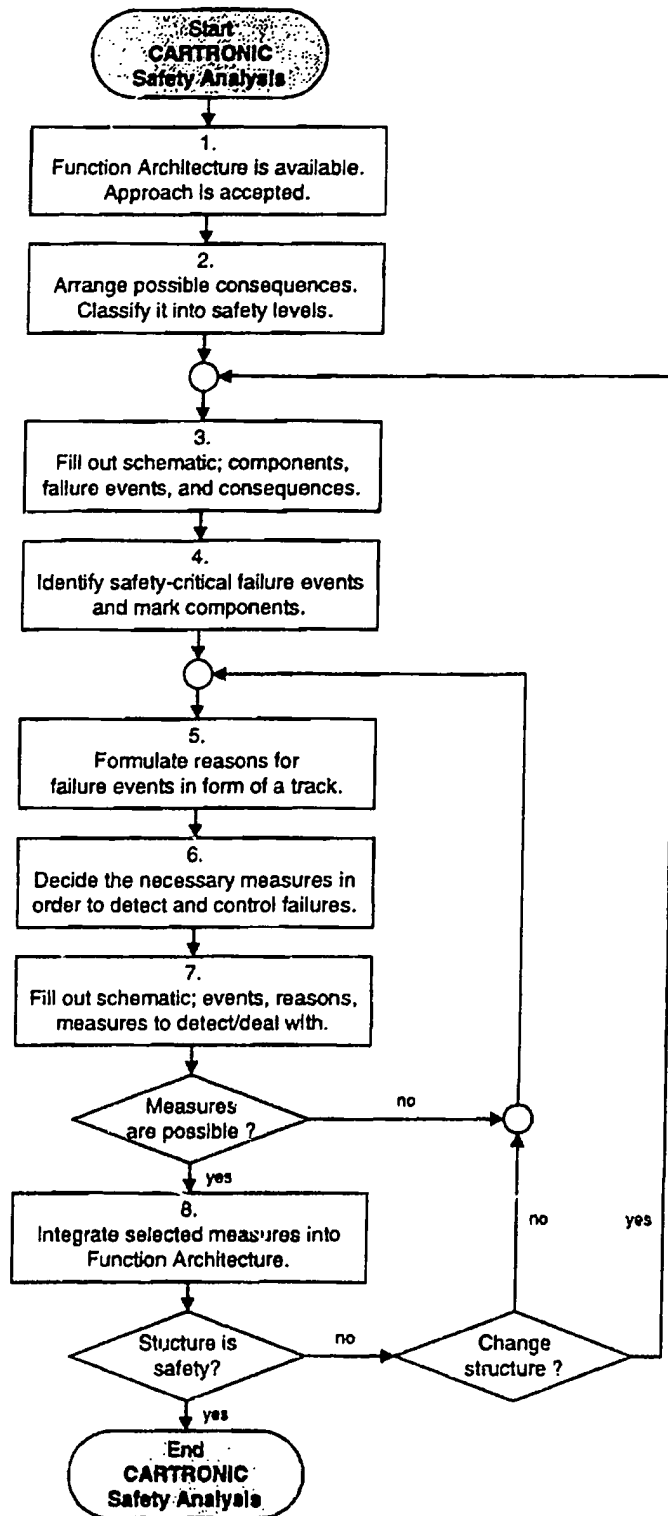 Start
CARTRONIC
Safety Analysis
1.
Function Architecture is available.
Approach is accepted.
2.
Arrange possible consequences.
Classify it into safety levels.
3.
Fill out schematic; components,
failure events, and consequences.
4.
Identify safety-critical failure events
and mark components.
5.
Formulate reasons for
failure events in form of a track.
6.
Decide the necessary measures in
order to detect and control failures.
7.
Fill out schematic; events, reasons,
measures to detect/deal with.
Measures
are possible ?
no
yes
8.
Integrate selected measures into
Function Architecture.
no
yes
Stucture is
safety?
no
Change
structure ?
yes
End
CARTRONIC
Safety Analysis